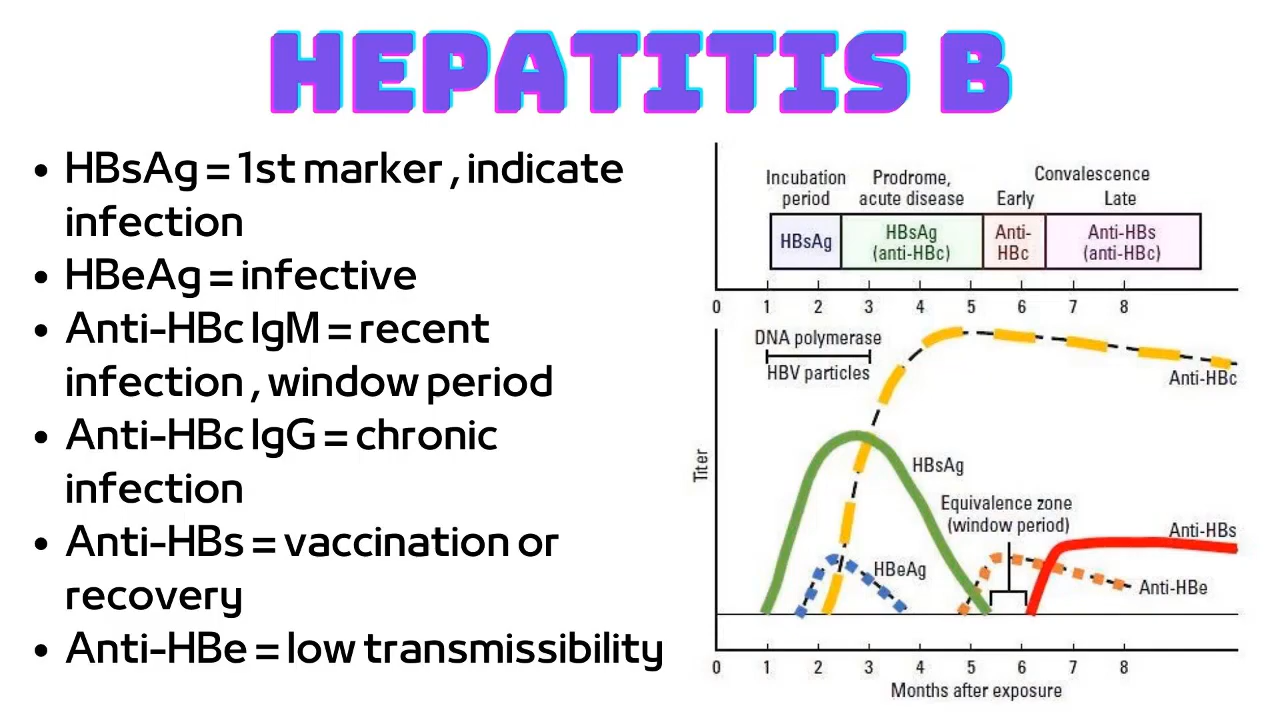 HEPATITIS B
• HBsAg = 1st marker , indicate
infection
• HBeAg = infective
• Anti-HBc IgM = recent
infection , window period
• Anti-HBc IgG = chronic
infection
• Anti-HBs = vaccination or
recovery
• Anti-HBe = low transmissibility
Convalescence
Incubation
period
Prodrome,
acute disease
Early
Late
HBsAg
HBsAg
(anti-HBc)
Anti-
HBc
Anti-HBs
(anti-HBc)
0 1 2 3 4 5 6 7 8
DNA polymerase
HBV particles
Anti-HBc
HBsAg
Equivalence zone
(window period)
Anti-HBs
HBeAg
Anti-HBe
Titer
0 1 2 3 4 5 6 7 8
Months after exposure